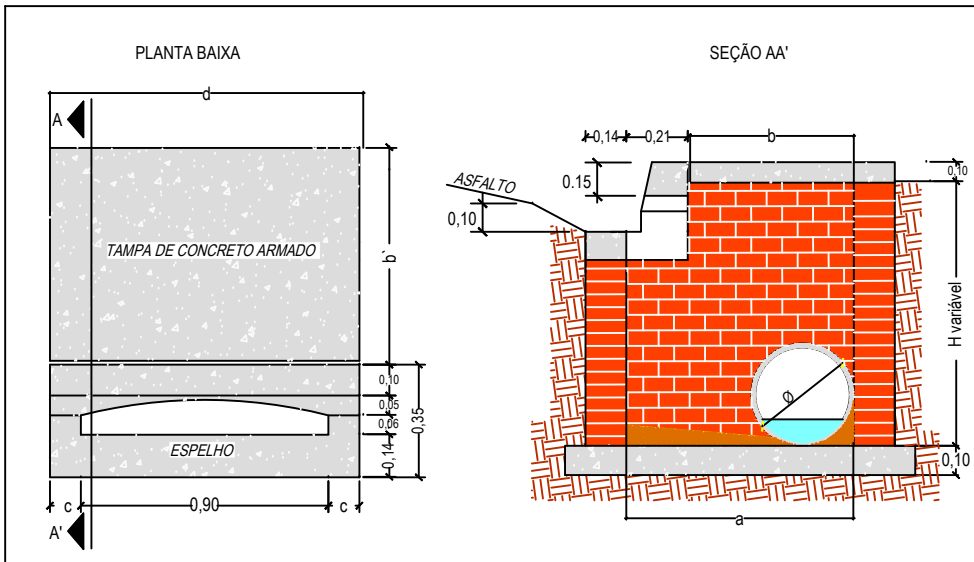 PLANTA BAIXA
d
A
TAMPA DE CONCRETO ARMADO
b'
0,10
0,05
0,06
0,14
0,35
ESPELHO
c
0,90
c
A'
SEÇÃO AA'
0,14
0,21
b
ASFALTO
0.15
0,10
0,10
H variável
Ø
0,10
a